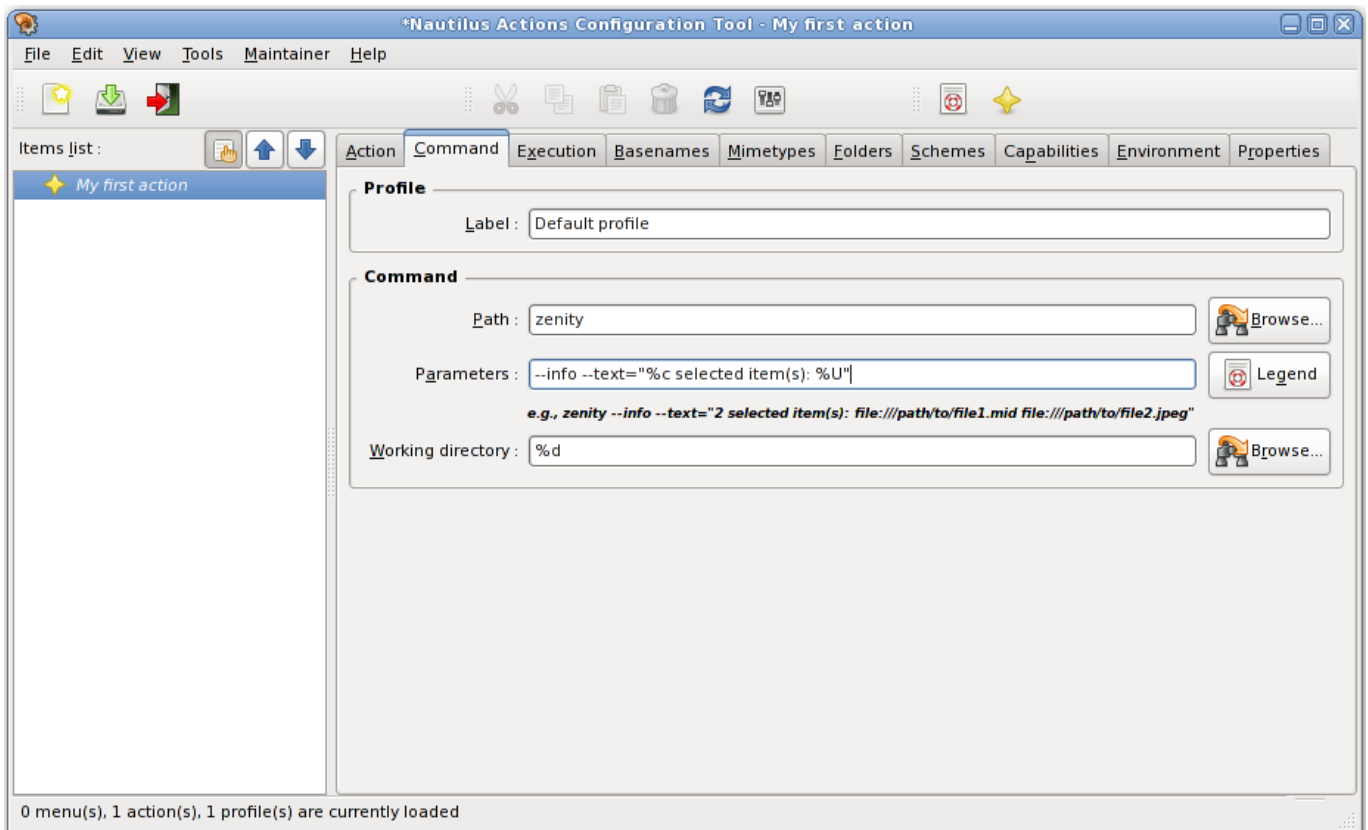 *Nautilus Actions Configuration Tool - My first action
File Edit View Tools Maintainer Help
Items list :
My first action
Action Command Execution Basenames Mimetypes Folders Schemes Capabilities Environment Properties
Profile
Label : Default profile
Command
Path : zenity Browse...
Parameters : --info --text="%c selected item(s): %U" Legend
e.g., zenity --info --text="2 selected item(s): file:///path/to/file1.mid file:///path/to/file2.jpeg"
Working directory : %d Browse...
0 menu(s), 1 action(s), 1 profile(s) are currently loaded